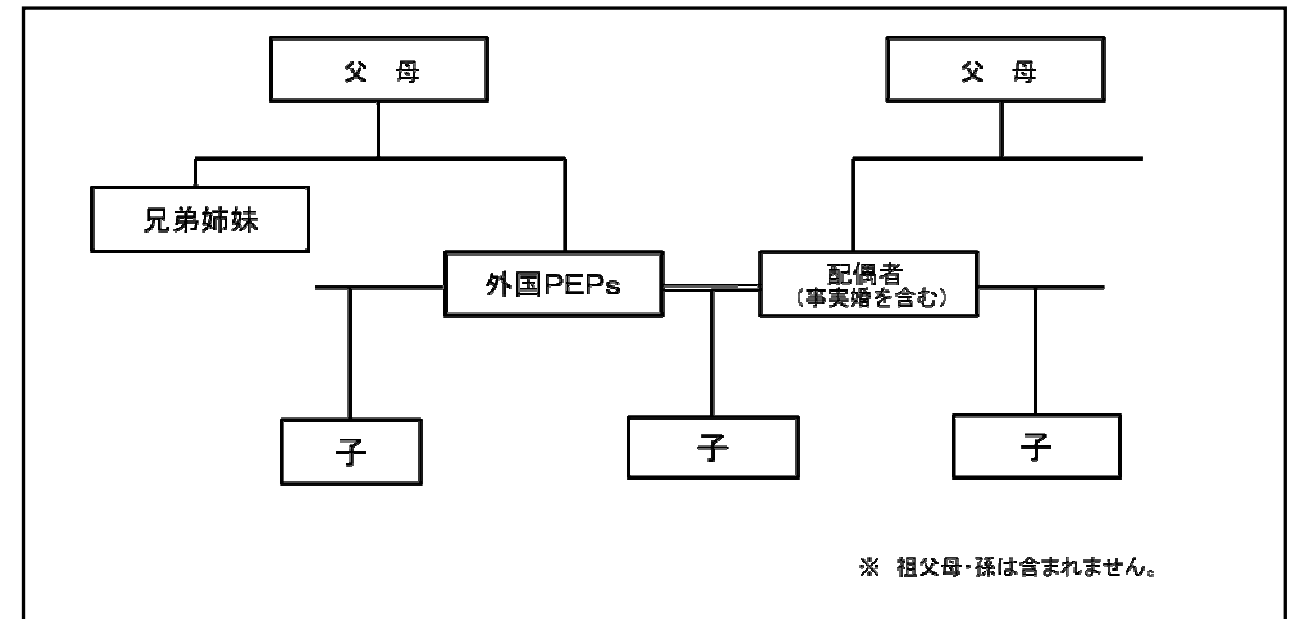 父　母
父　母
兄弟姉妹
外国PEPs
配偶者
（事実婚を含む）
子
子
子
※　祖父母・孫は含まれません。